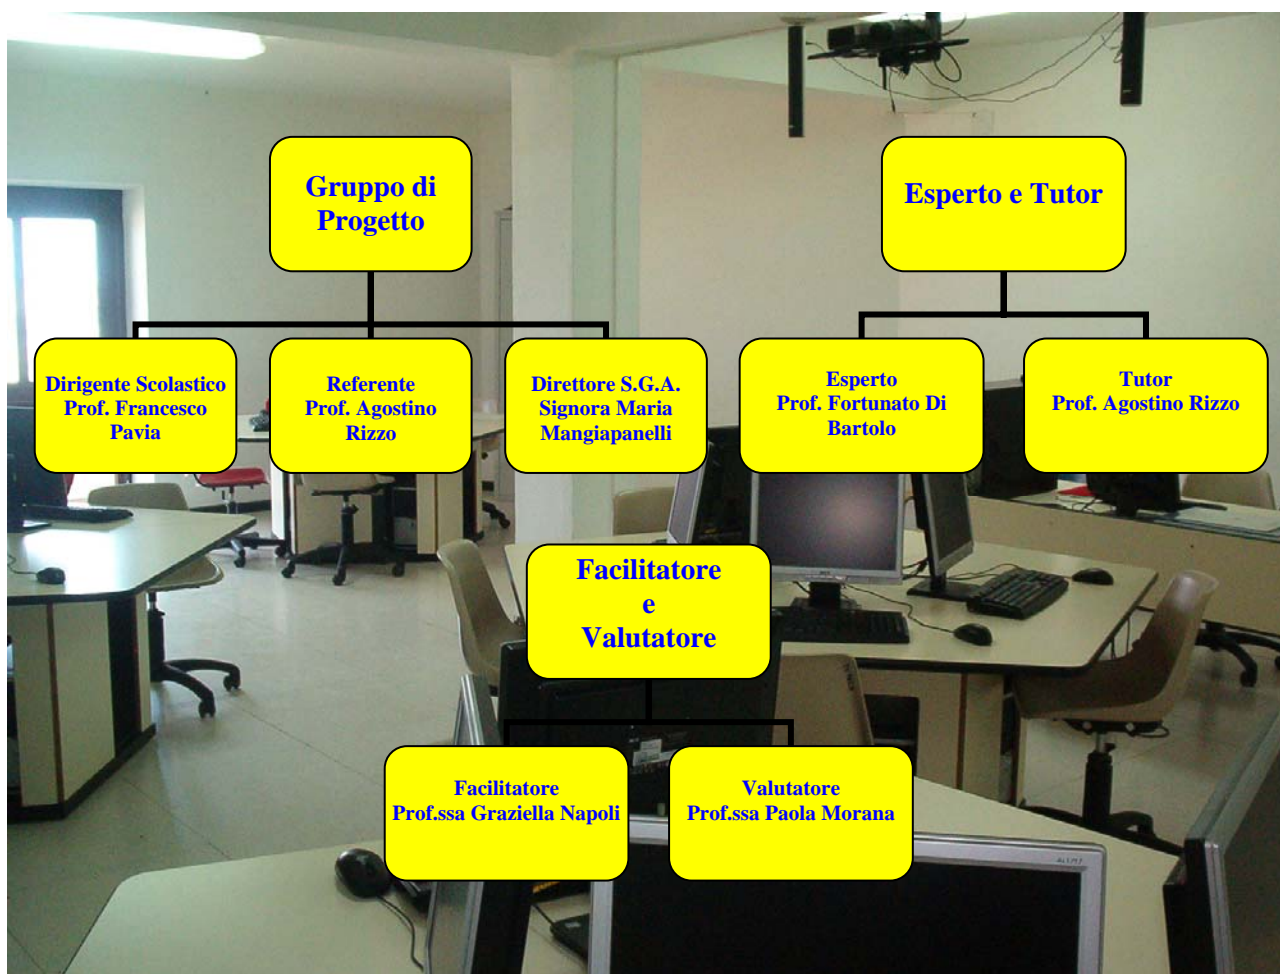 Gruppo di
Progetto
Esperto e Tutor
Dirigente Scolastico
Prof. Francesco
Pavia
Referente
Prof. Agostino
Rizzo
Direttore S.G.A.
Signora Maria
Mangiapanelli
Esperto
Prof. Fortunato Di
Bartolo
Tutor
Prof. Agostino Rizzo
Facilitatore
e
Valutatore
Facilitatore
Prof.ssa Graziella Napoli
Valutatore
Prof.ssa Paola Morana